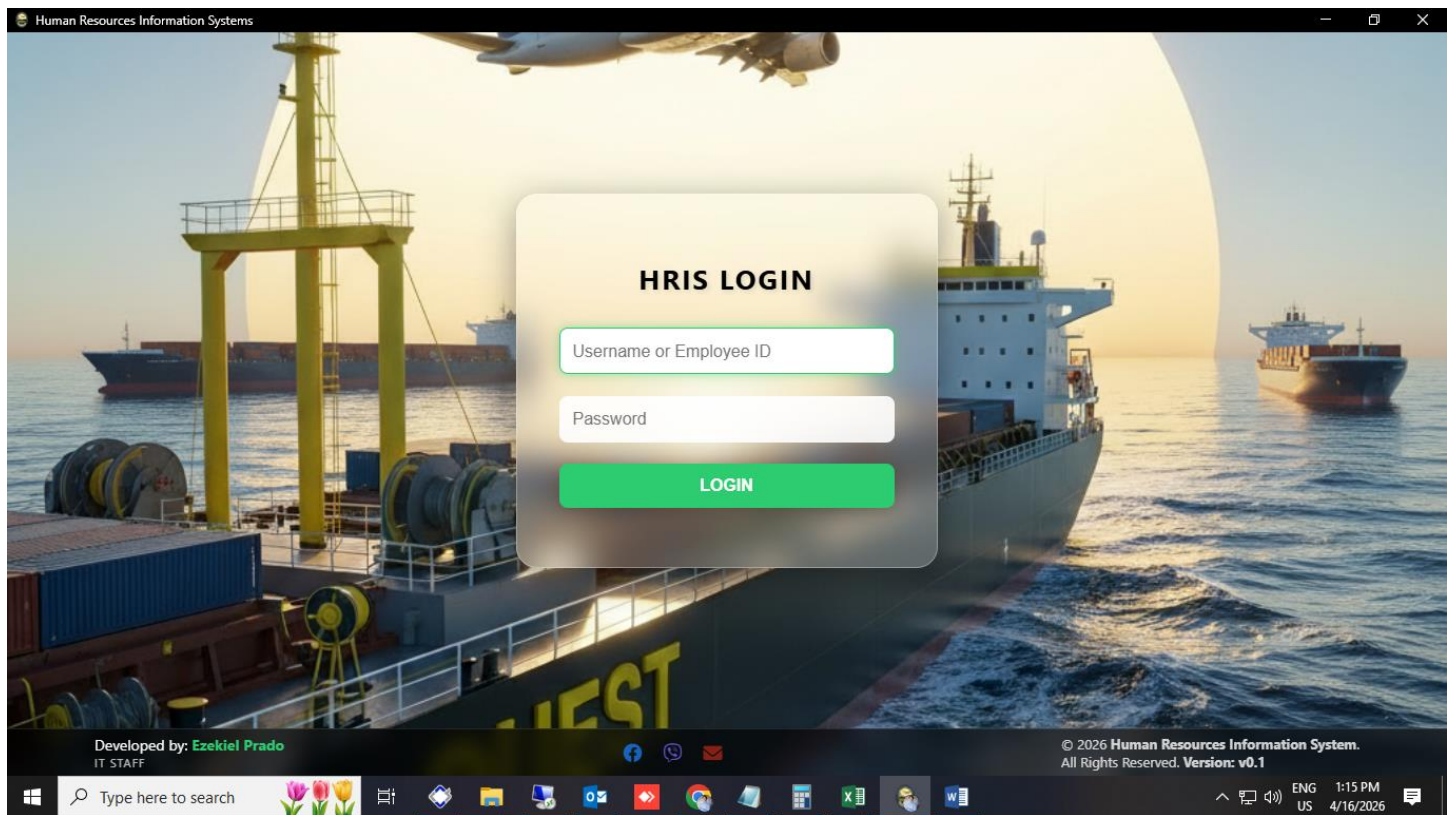 Human Resources Information Systems
HRIS LOGIN
Username or Employee ID
Password
LOGIN
Developed by: Ezekiel Prado
IT STAFF
© 2026 Human Resources Information System.
All Rights Reserved. Version: v0.1
Type here to search
ENG
US
1:15 PM
4/16/2026